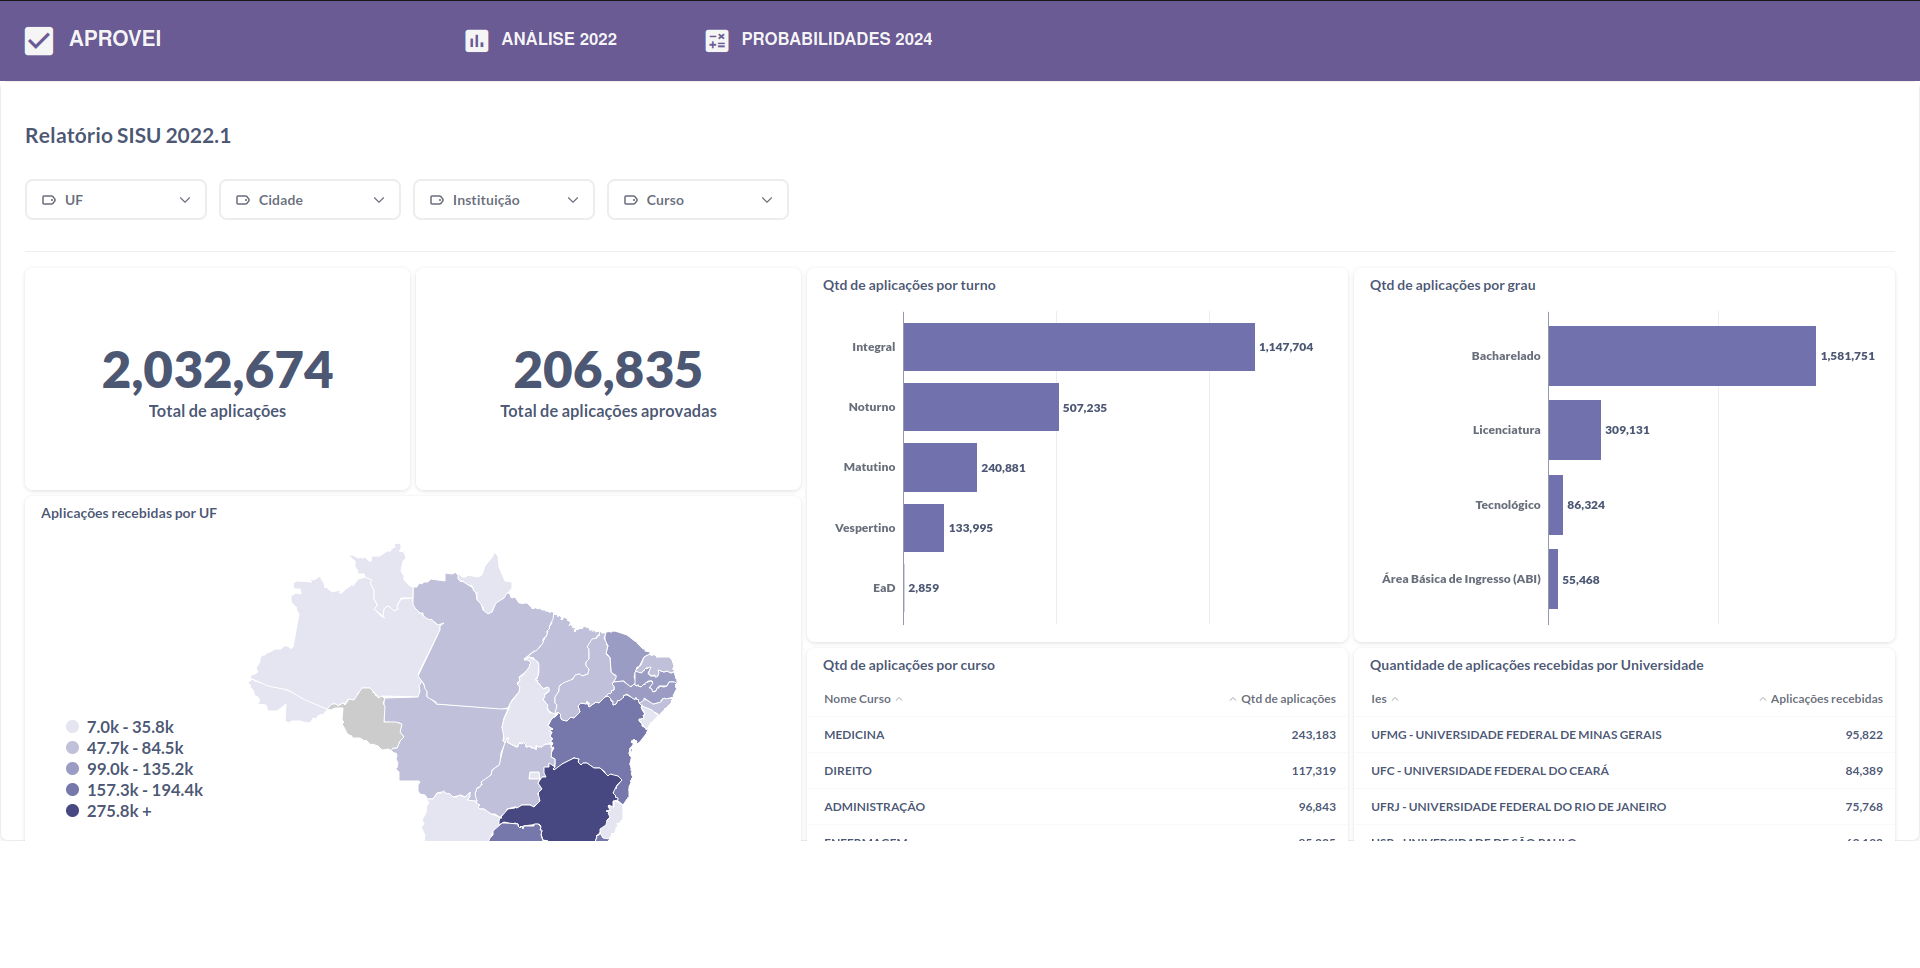 APROVEI
ANÁLISE 2022
PROBABILIDADES 2024
Relatório SISU 2022.1
UF
Cidade
Instituição
Curso
2,032,674
Total de aplicações
206,835
Total de aplicações aprovadas
Qtd de aplicações por turno
Integral
1,147,704
Noturno
507,235
Matutino
240,881
Vespertino
133,995
EaD
2,859
Qtd de aplicações por grau
Bacharelado
1,581,751
Licenciatura
309,131
Tecnológico
86,324
Área Básica de Ingresso (ABI)
55,468
Aplicações recebidas por UF
7.0k - 35.8k
47.7k - 84.5k
99.0k - 135.2k
157.3k - 194.4k
275.8k +
Qtd de aplicações por curso
Nome Curso
Qtd de aplicações
MEDICINA
243,183
DIREITO
117,319
ADMINISTRAÇÃO
96,843
ENFERMAGEM
Quantidade de aplicações recebidas por Universidade
Ies
Aplicações recebidas
UFMG - UNIVERSIDADE FEDERAL DE MINAS GERAIS
95,822
UFC - UNIVERSIDADE FEDERAL DO CEARÁ
84,389
UFRJ - UNIVERSIDADE FEDERAL DO RIO DE JANEIRO
75,768
USP - UNIVERSIDADE DE SÃO PAULO